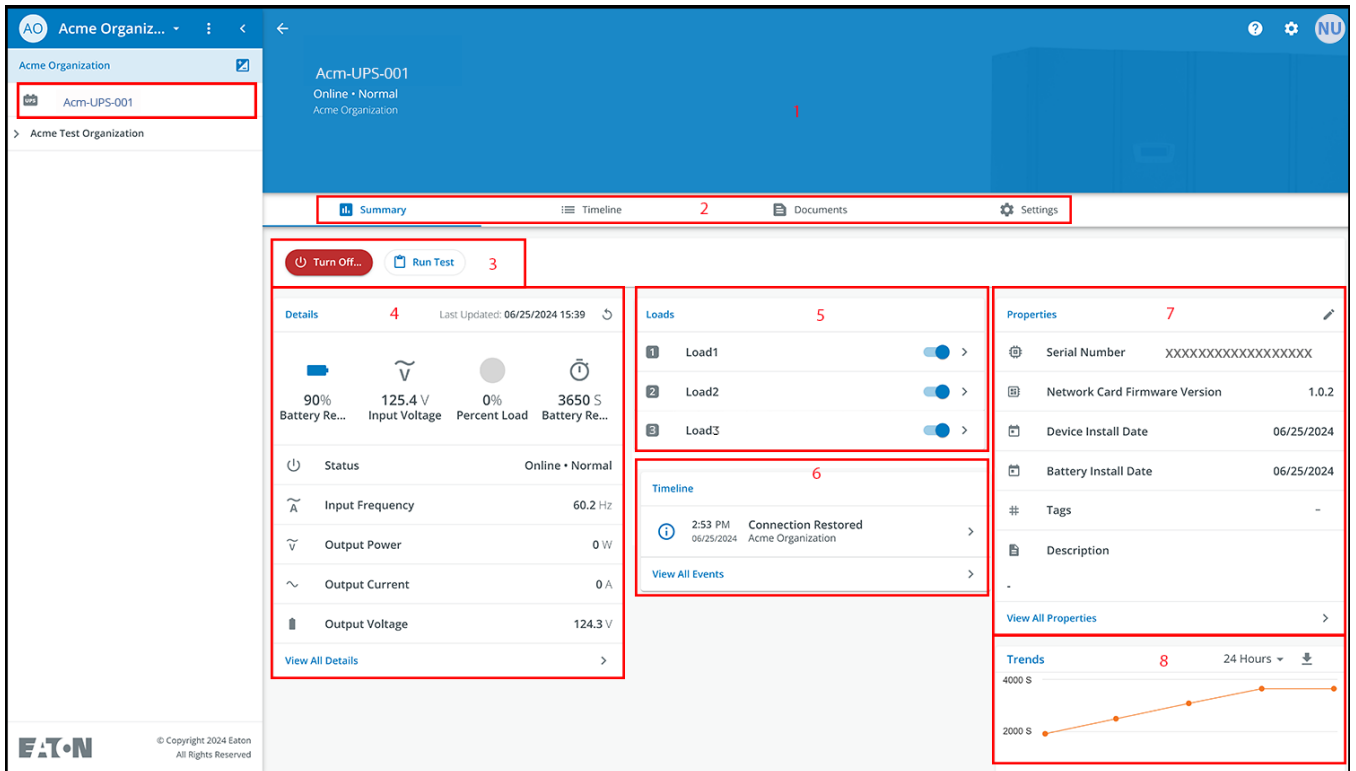 AO Acme Organiz...
Acme Organization
UPS Acm-UPS-001
Acme Test Organization
EATON
© Copyright 2024 Eaton
All Rights Reserved
NU
Acm-UPS-001
Online • Normal
Acme Organization
1
Summary Timeline 2 Documents Settings
Turn Off... Run Test 3
Details 4 Last Updated: 06/25/2024 15:39
90% 125.4 V 0% 3650 S
Battery Re... Input Voltage Percent Load Battery Re...
Status Online • Normal
Input Frequency 60.2 Hz
Output Power 0 W
Output Current 0 A
Output Voltage 124.3 V
View All Details
Loads 5
1 Load1
2 Load2
3 Load3
6
Timeline
2:53 PM Connection Restored
06/25/2024 Acme Organization
View All Events
Properties 7
Serial Number XXXXXXXXXXXXXXXXXX
Network Card Firmware Version 1.0.2
Device Install Date 06/25/2024
Battery Install Date 06/25/2024
# Tags –
Description
-
View All Properties
Trends 8 24 Hours
4000 S
2000 S